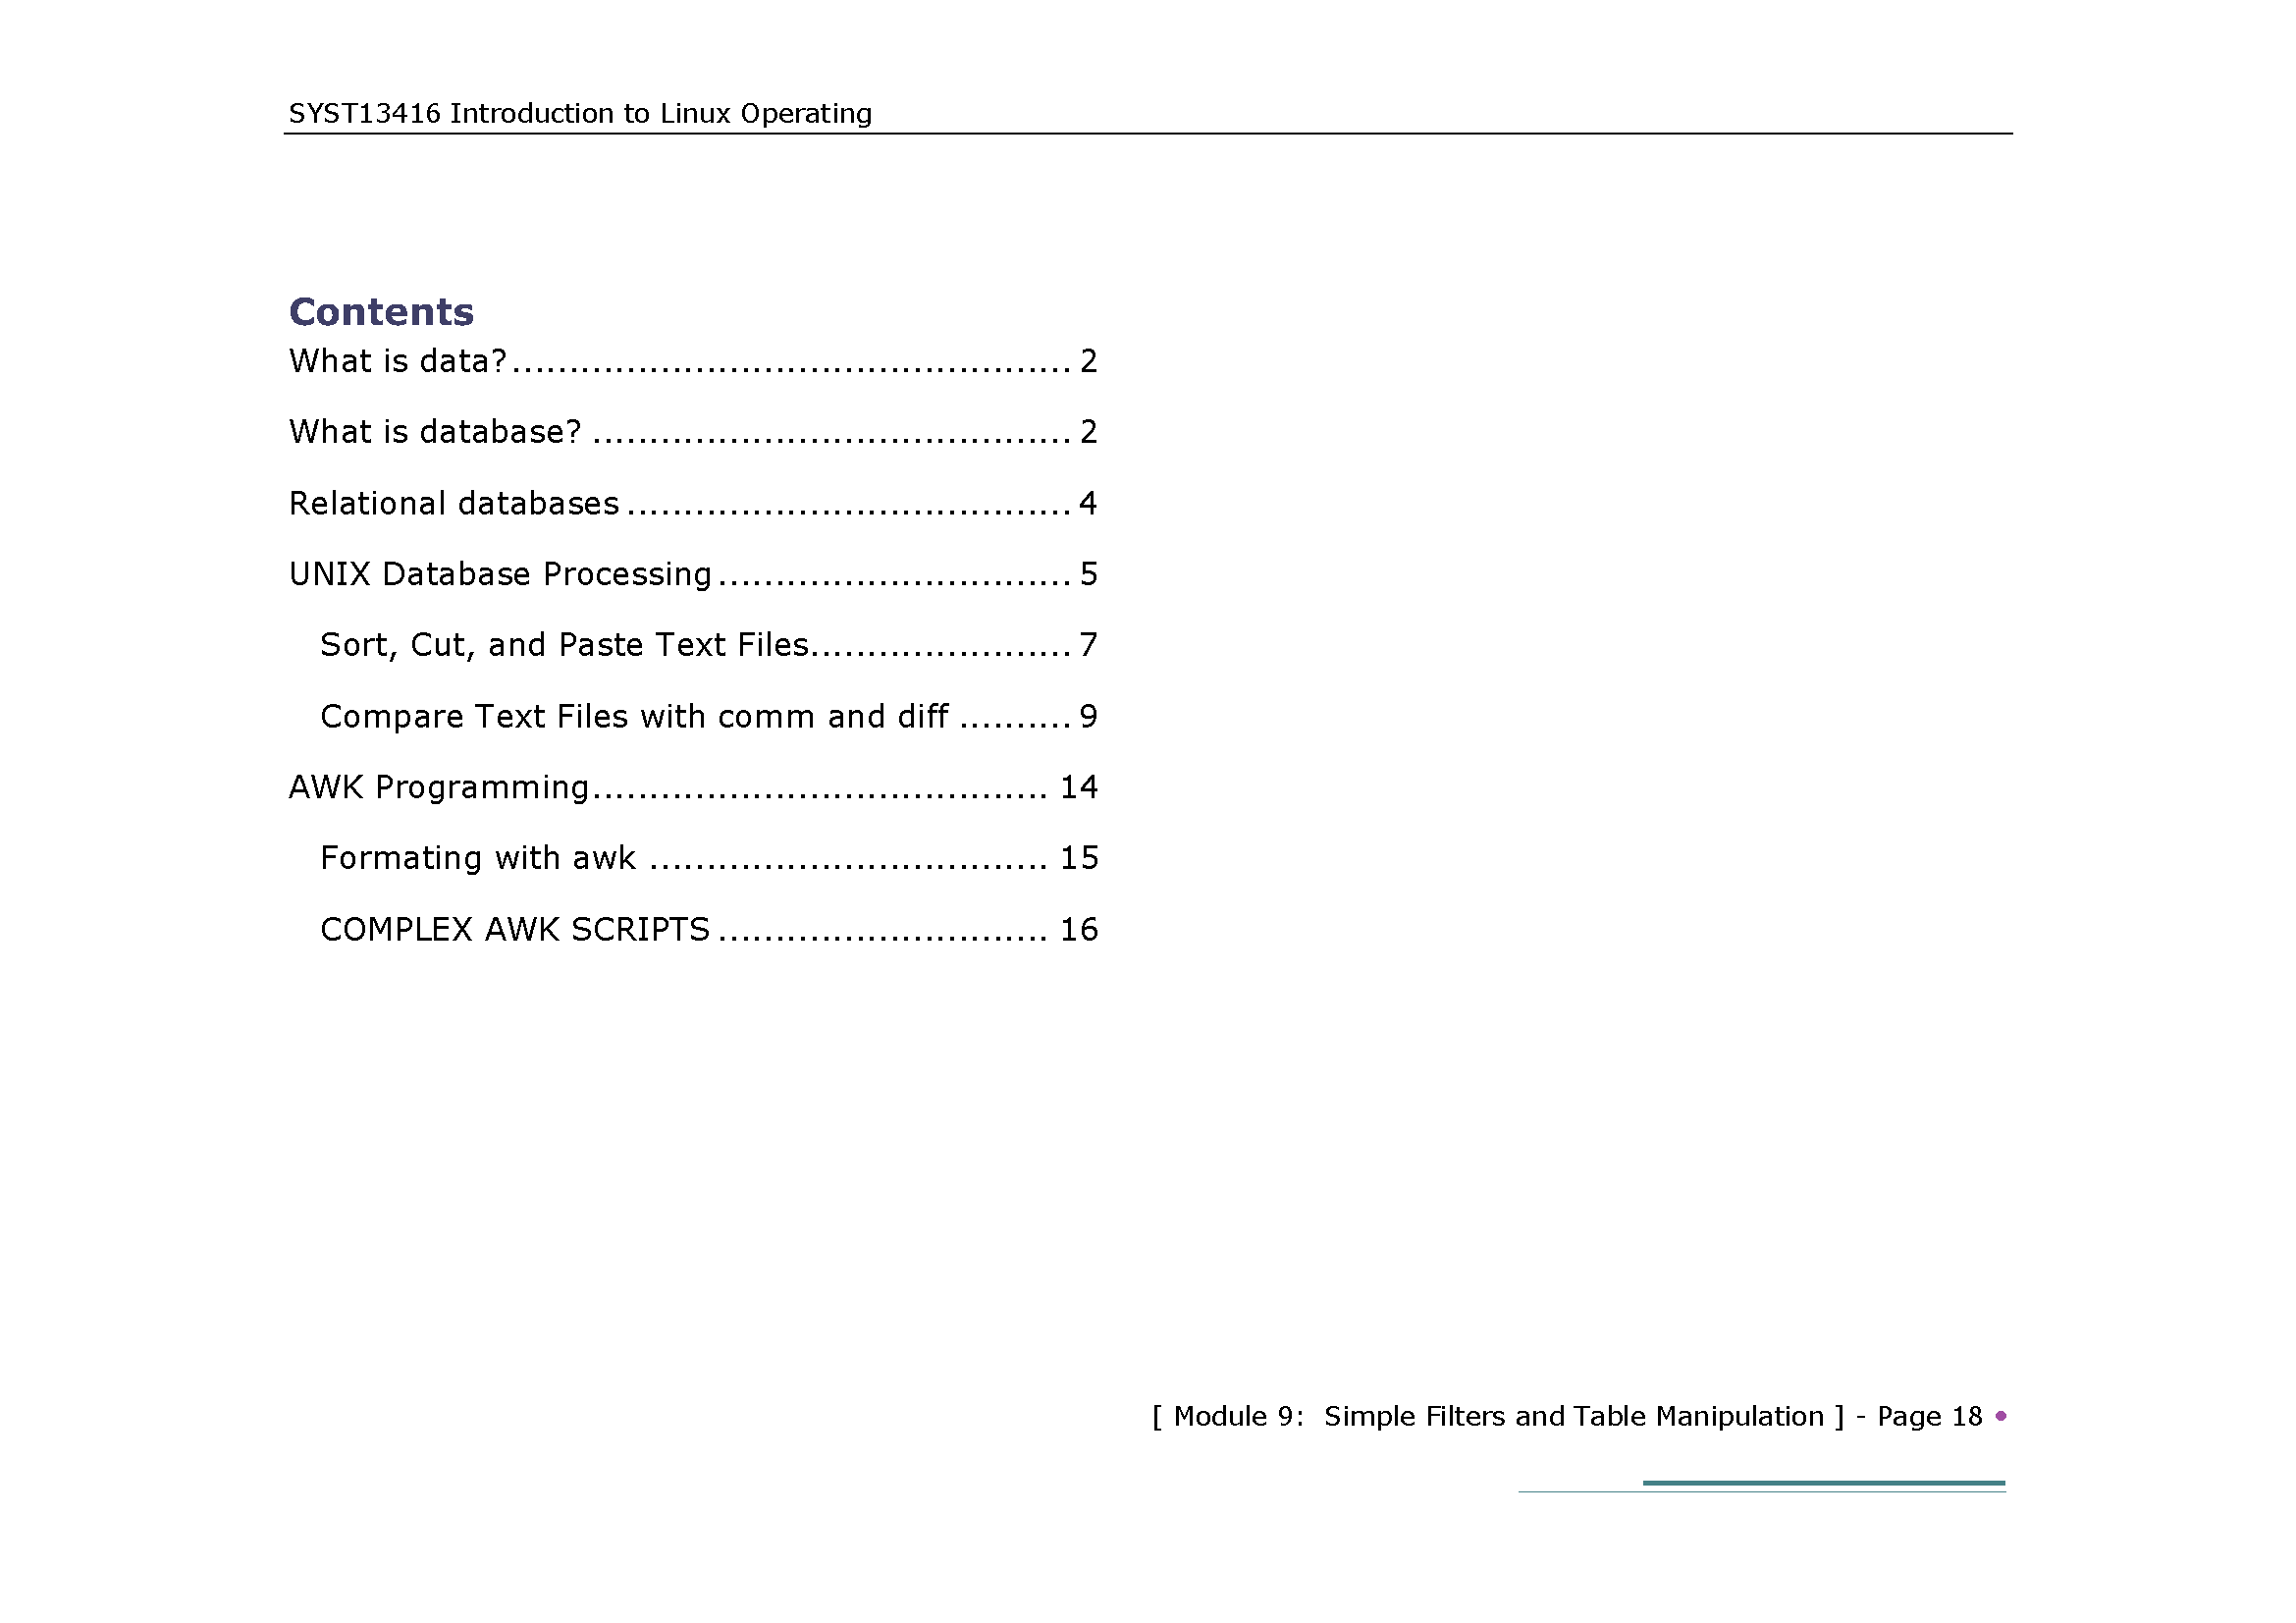 SYST13416 Introduction to Linux Operating
Contents
What is data?................................................. 2
What is database? .......................................... 2
Relational databases ....................................... 4
UNIX Database Processing ............................... 5
Sort, Cut, and Paste Text Files....................... 7
Compare Text Files with comm and diff .......... 9
AWK Programming........................................ 14
Formating with awk ................................... 15
COMPLEX AWK SCRIPTS ............................. 16
[ Module 9:  Simple Filters and Table Manipulation ] - Page 18 •